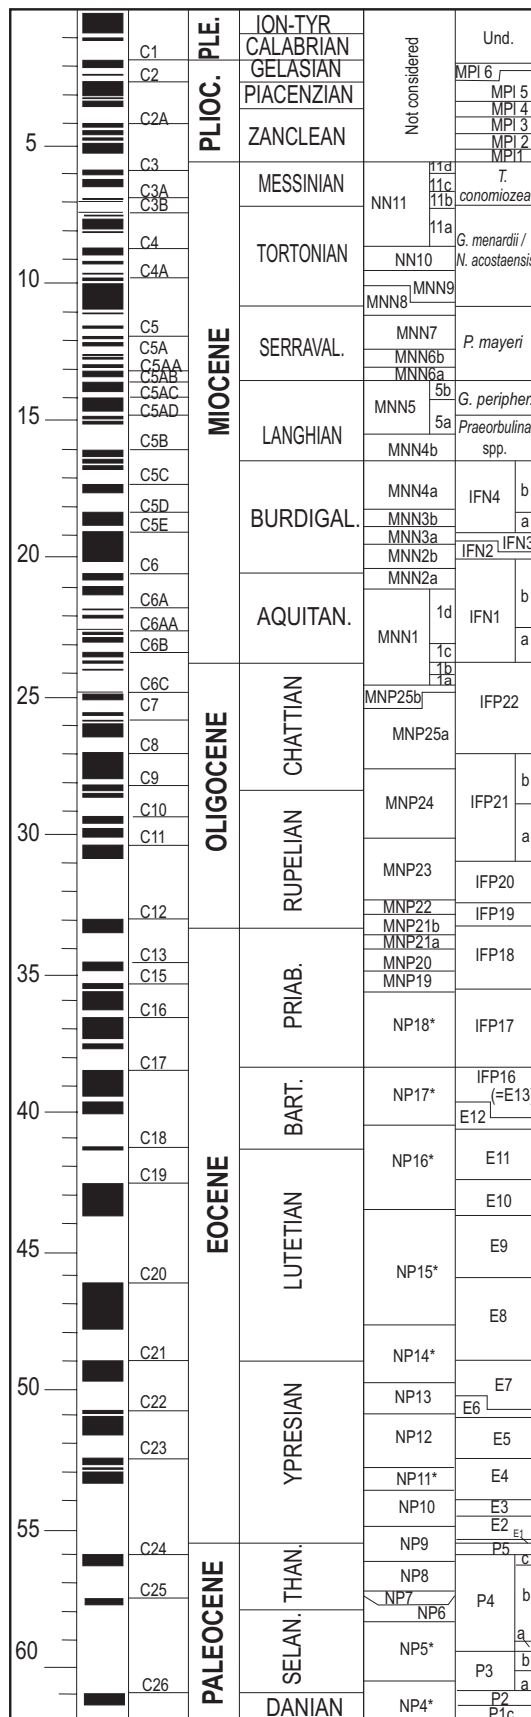 5
10
15
20
25
30
35
40
45
50
55
60
C1
C2
C2A
C3
C3A
C3B
C4
C4A
C5
C5A
C5AA
C5AB
C5AC
C5AD
C5B
C5C
C5D
C5E
C6
C6A
C6AA
C6B
C6C
C7
C8
C9
C10
C11
C12
C13
C15
C16
C17
C18
C19
C20
C21
C22
C23
C24
C25
C26
PLE.
PLIOC.
MIOCENE
OLIGOCENE
EOCENE
PALEOCENE
ION-TYR
CALABRIAN
GELASIAN
PIACENZIAN
ZANCLEAN
MESSINIAN
TORTONIAN
SERRAVAL.
LANGHIAN
BURDIGAL.
AQUITAN.
CHATTIAN
RUPELIAN
PRIAB.
BART.
LUTETIAN
YPRESIAN
THAN.
SELAN.
DANIAN
Not considered
NN11
11d
11c
11b
11a
NN10
MNN9
MNN8
MNN7
MNN6b
MNN6a
MNN5
5b
5a
MNN4b
MNN4a
MNN3b
MNN3a
MNN2b
MNN2a
MNN1
1d
1c
1b
1a
MNP25b
MNP25a
MNP24
MNP23
MNP22
MNP21b
MNP21a
MNP20
MNP19
NP18*
NP17*
NP16*
NP15*
NP14*
NP13
NP12
NP11*
NP10
NP9
NP8
NP7
NP6
NP5*
NP4*
Und.
MPl 6
MPl 5
MPl 4
MPl 3
MPl 2
MPl1
T.
conomiozea
G. menardii /
N. acostaensis
P. mayeri
G. peripher.
Praeorbulina
spp.
IFN4
b
a
IFN3
IFN2
IFN1
b
a
IFP22
IFP21
b
a
IFP20
IFP19
IFP18
IFP17
IFP16
(=E13)
E12
E11
E10
E9
E8
E7
E6
E5
E4
E3
E2
E1
P5
P4
c
b
a
P3
b
a
P2
P1c